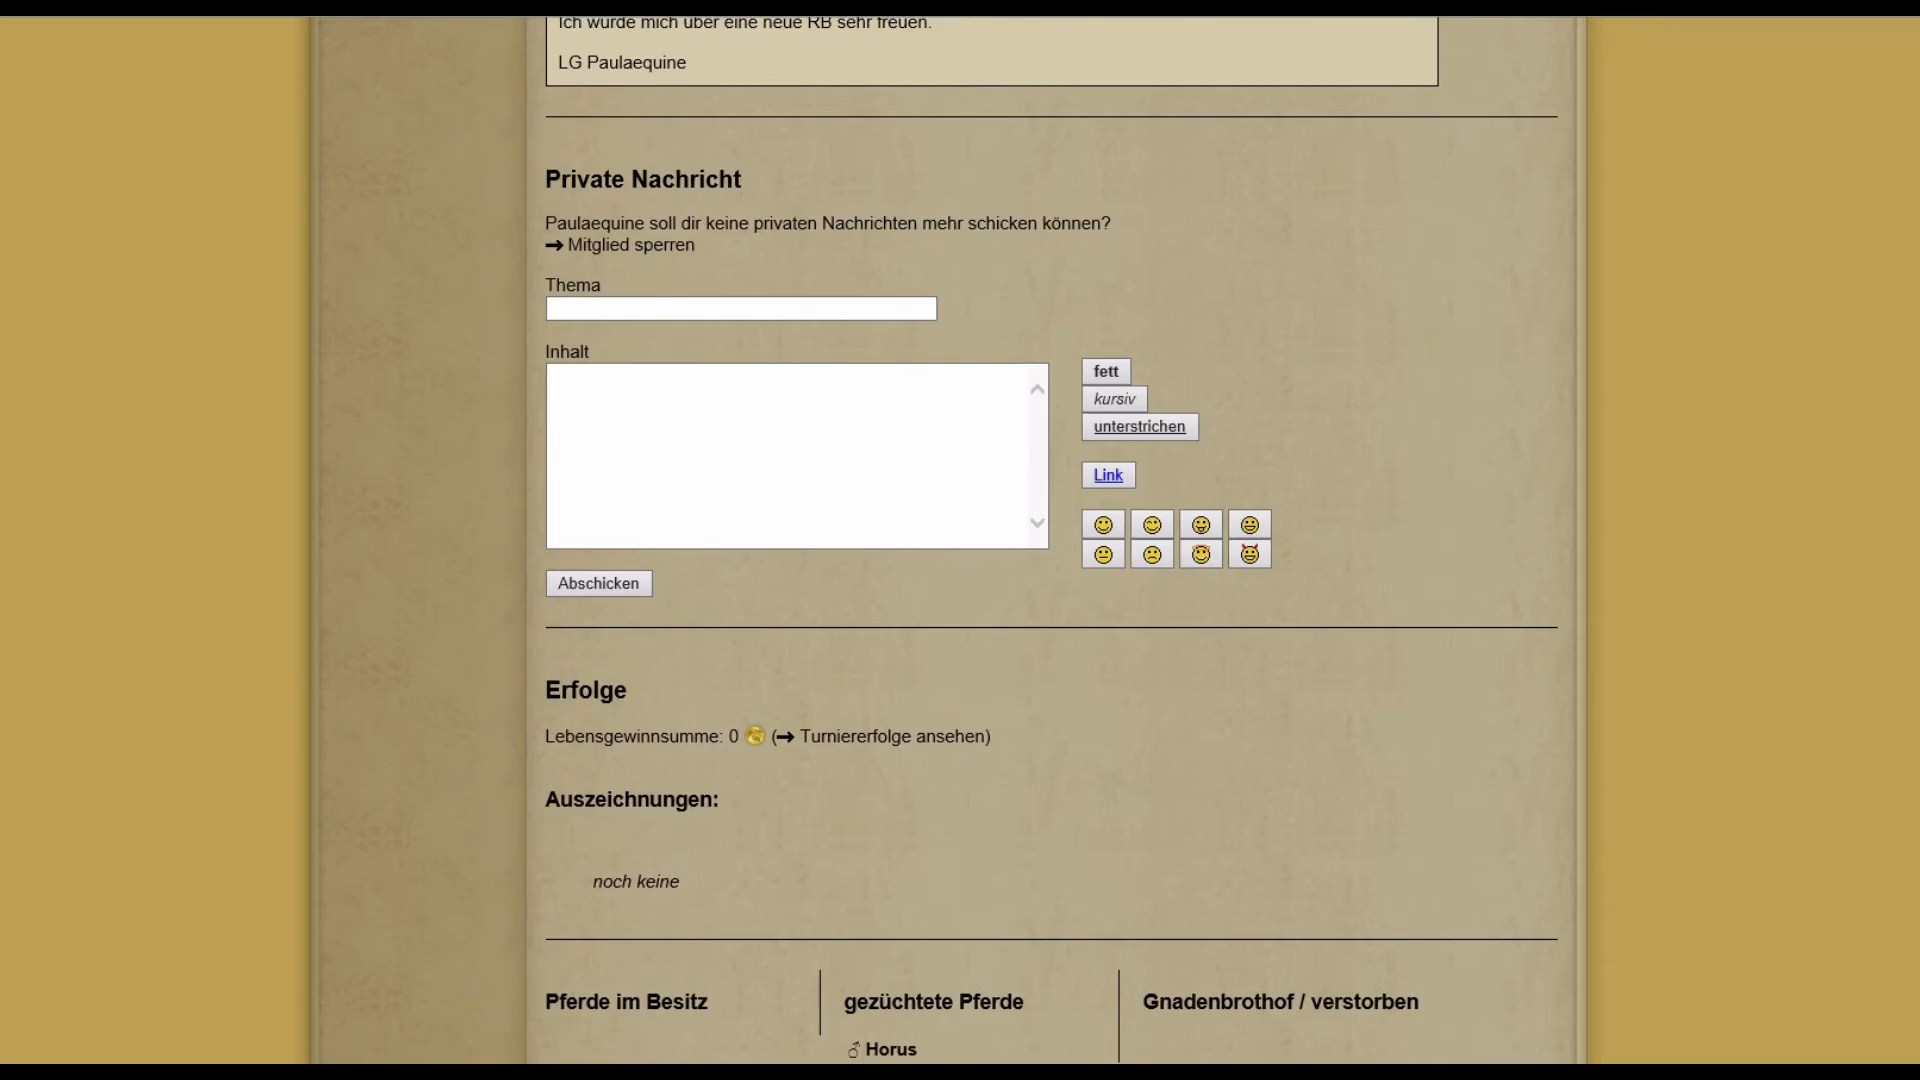 Ich würde mich über eine neue RB sehr freuen.
LG Paulaequine
Private Nachricht
Paulaequine soll dir keine privaten Nachrichten mehr schicken können?
➞ Mitglied sperren
Thema
Inhalt
fett
kursiv
unterstrichen
Link
Abschicken
Erfolge
Lebensgewinnsumme: 0 (➞ Turniererfolge ansehen)
Auszeichnungen:
noch keine
Pferde im Besitz
gezüchtete Pferde
Gnadenbrothof / verstorben
♂ Horus